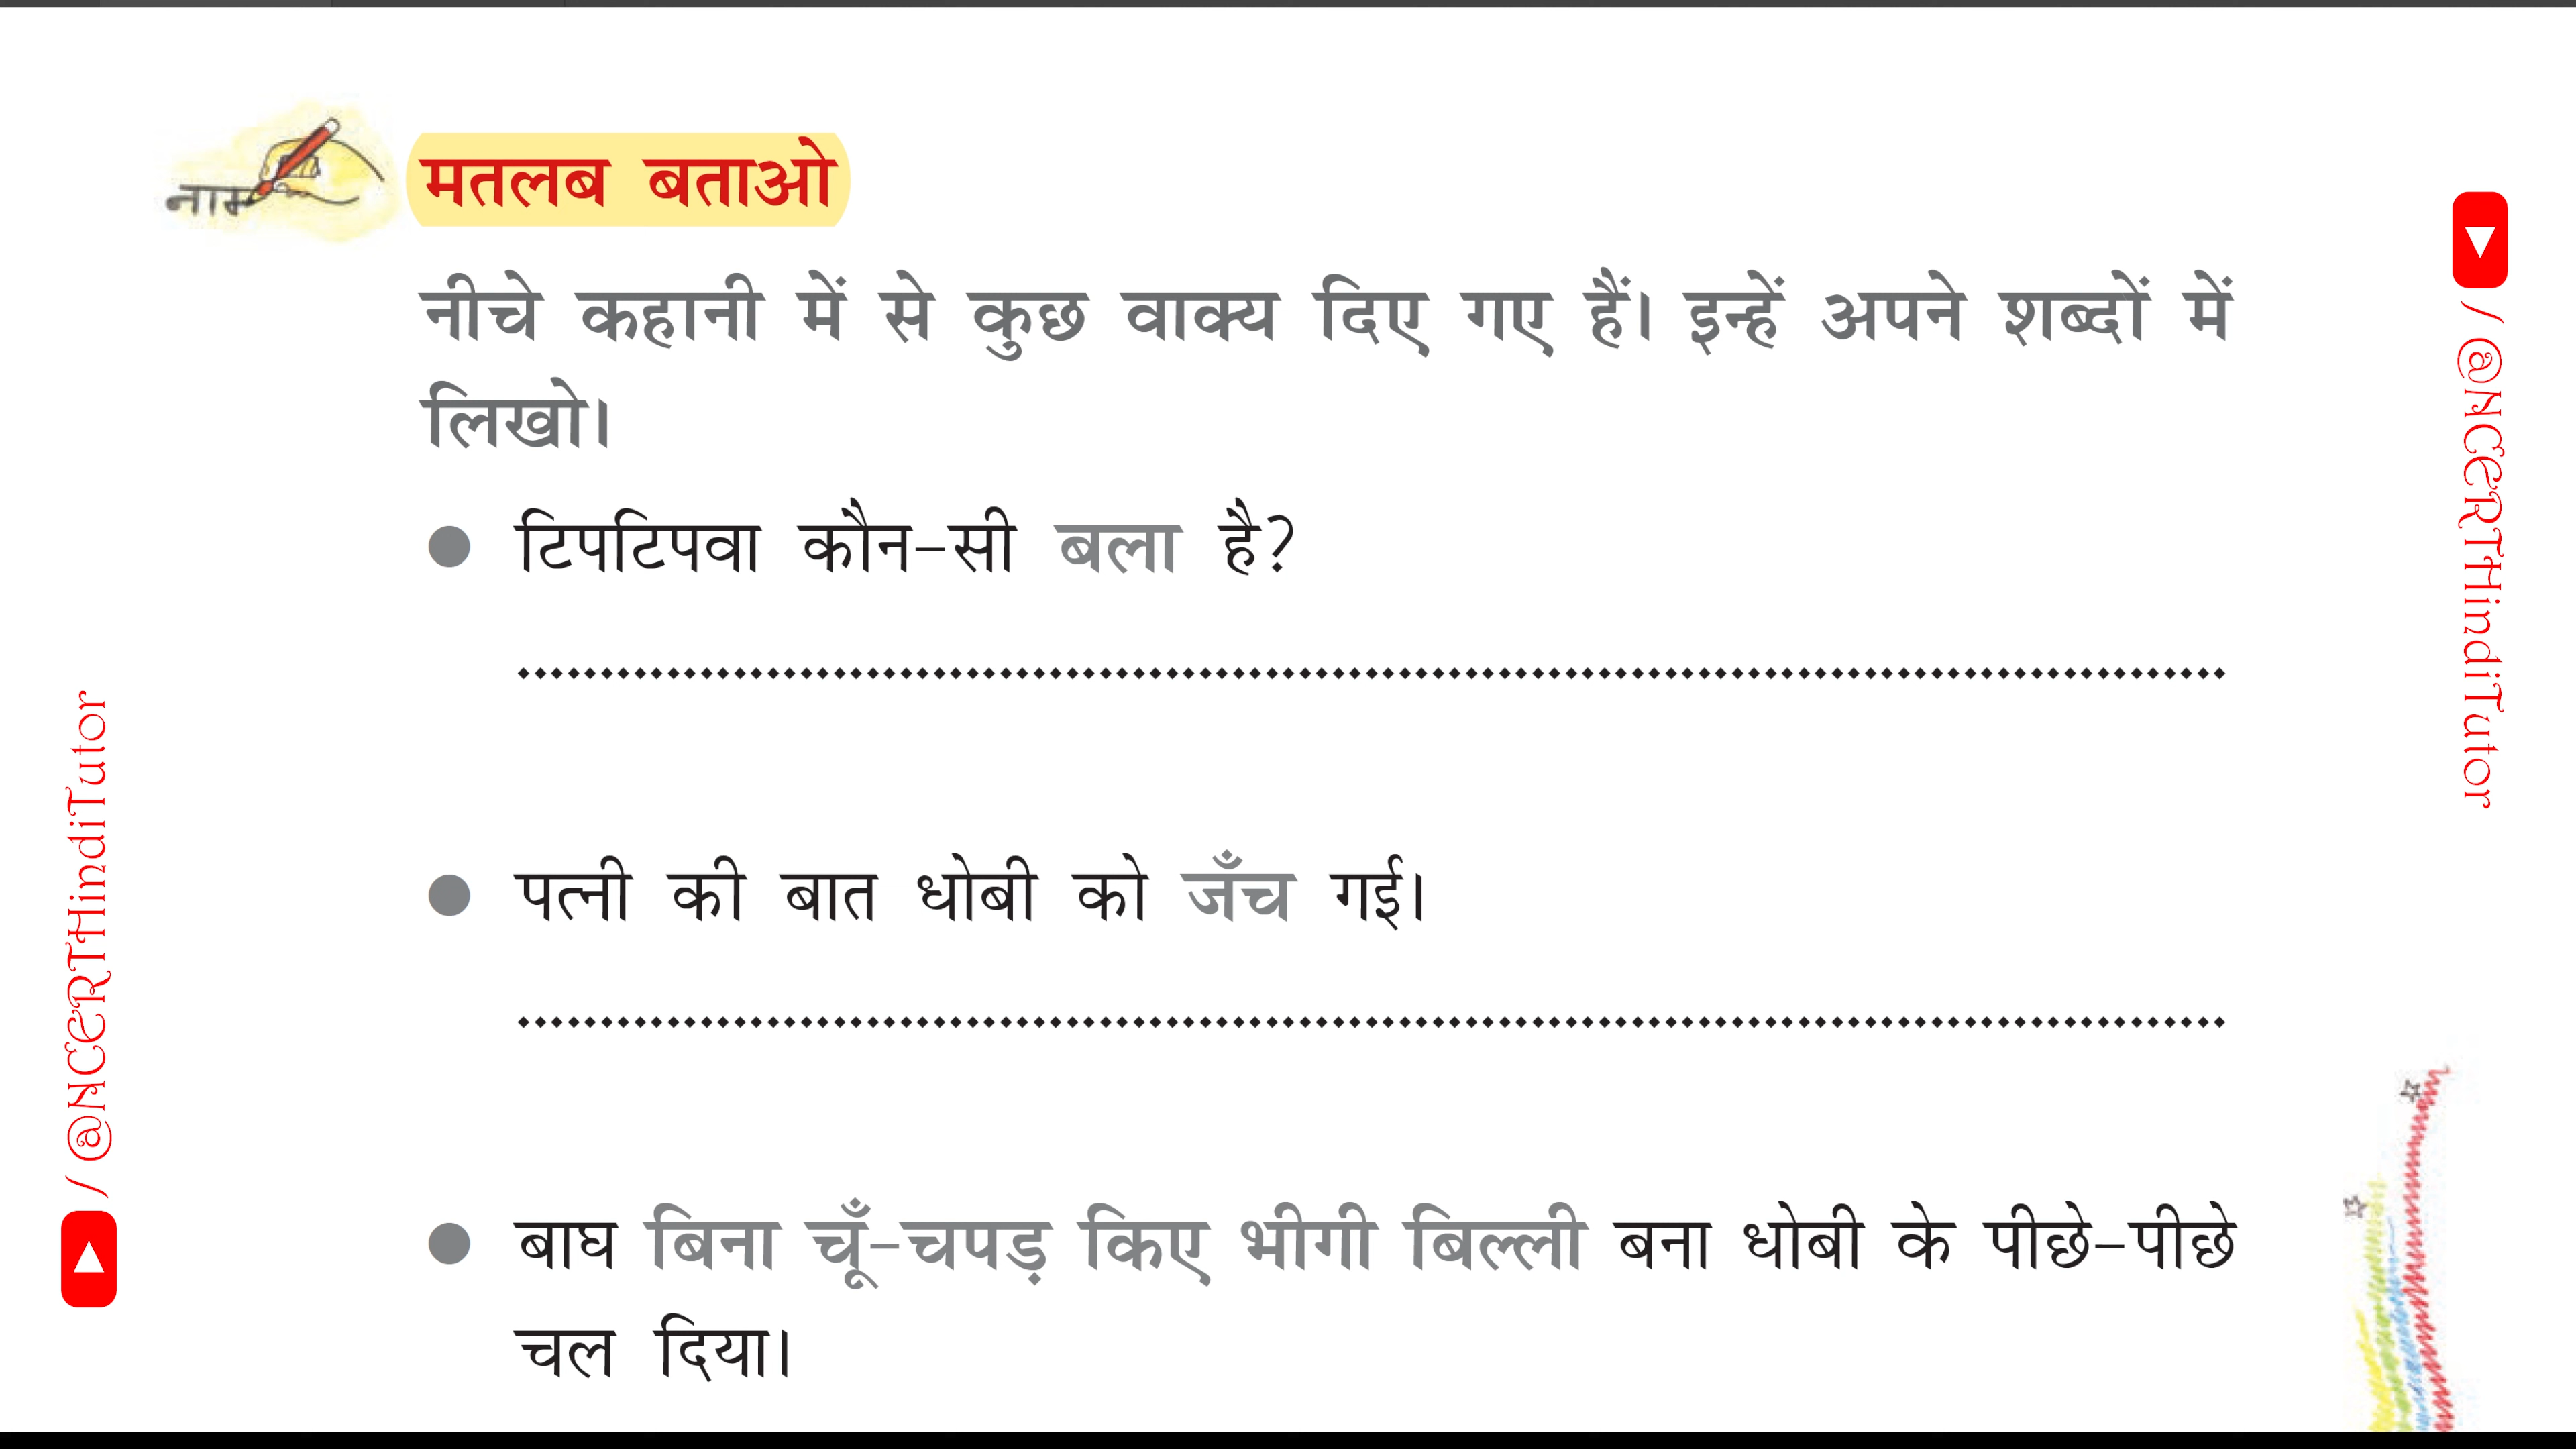 नाम
मतलब बताओ
नीचे कहानी में से कुछ वाक्य दिए गए हैं। इन्हें अपने शब्दों में
लिखो।
● टिपटिपवा कौन-सी बला है?
● पत्नी की बात धोबी को जँच गई।
● बाघ बिना चूँ-चपड़ किए भीगी बिल्ली बना धोबी के पीछे-पीछे
चल दिया।
/ @NCERTHindiTutor
/ @NCERTHindiTutor